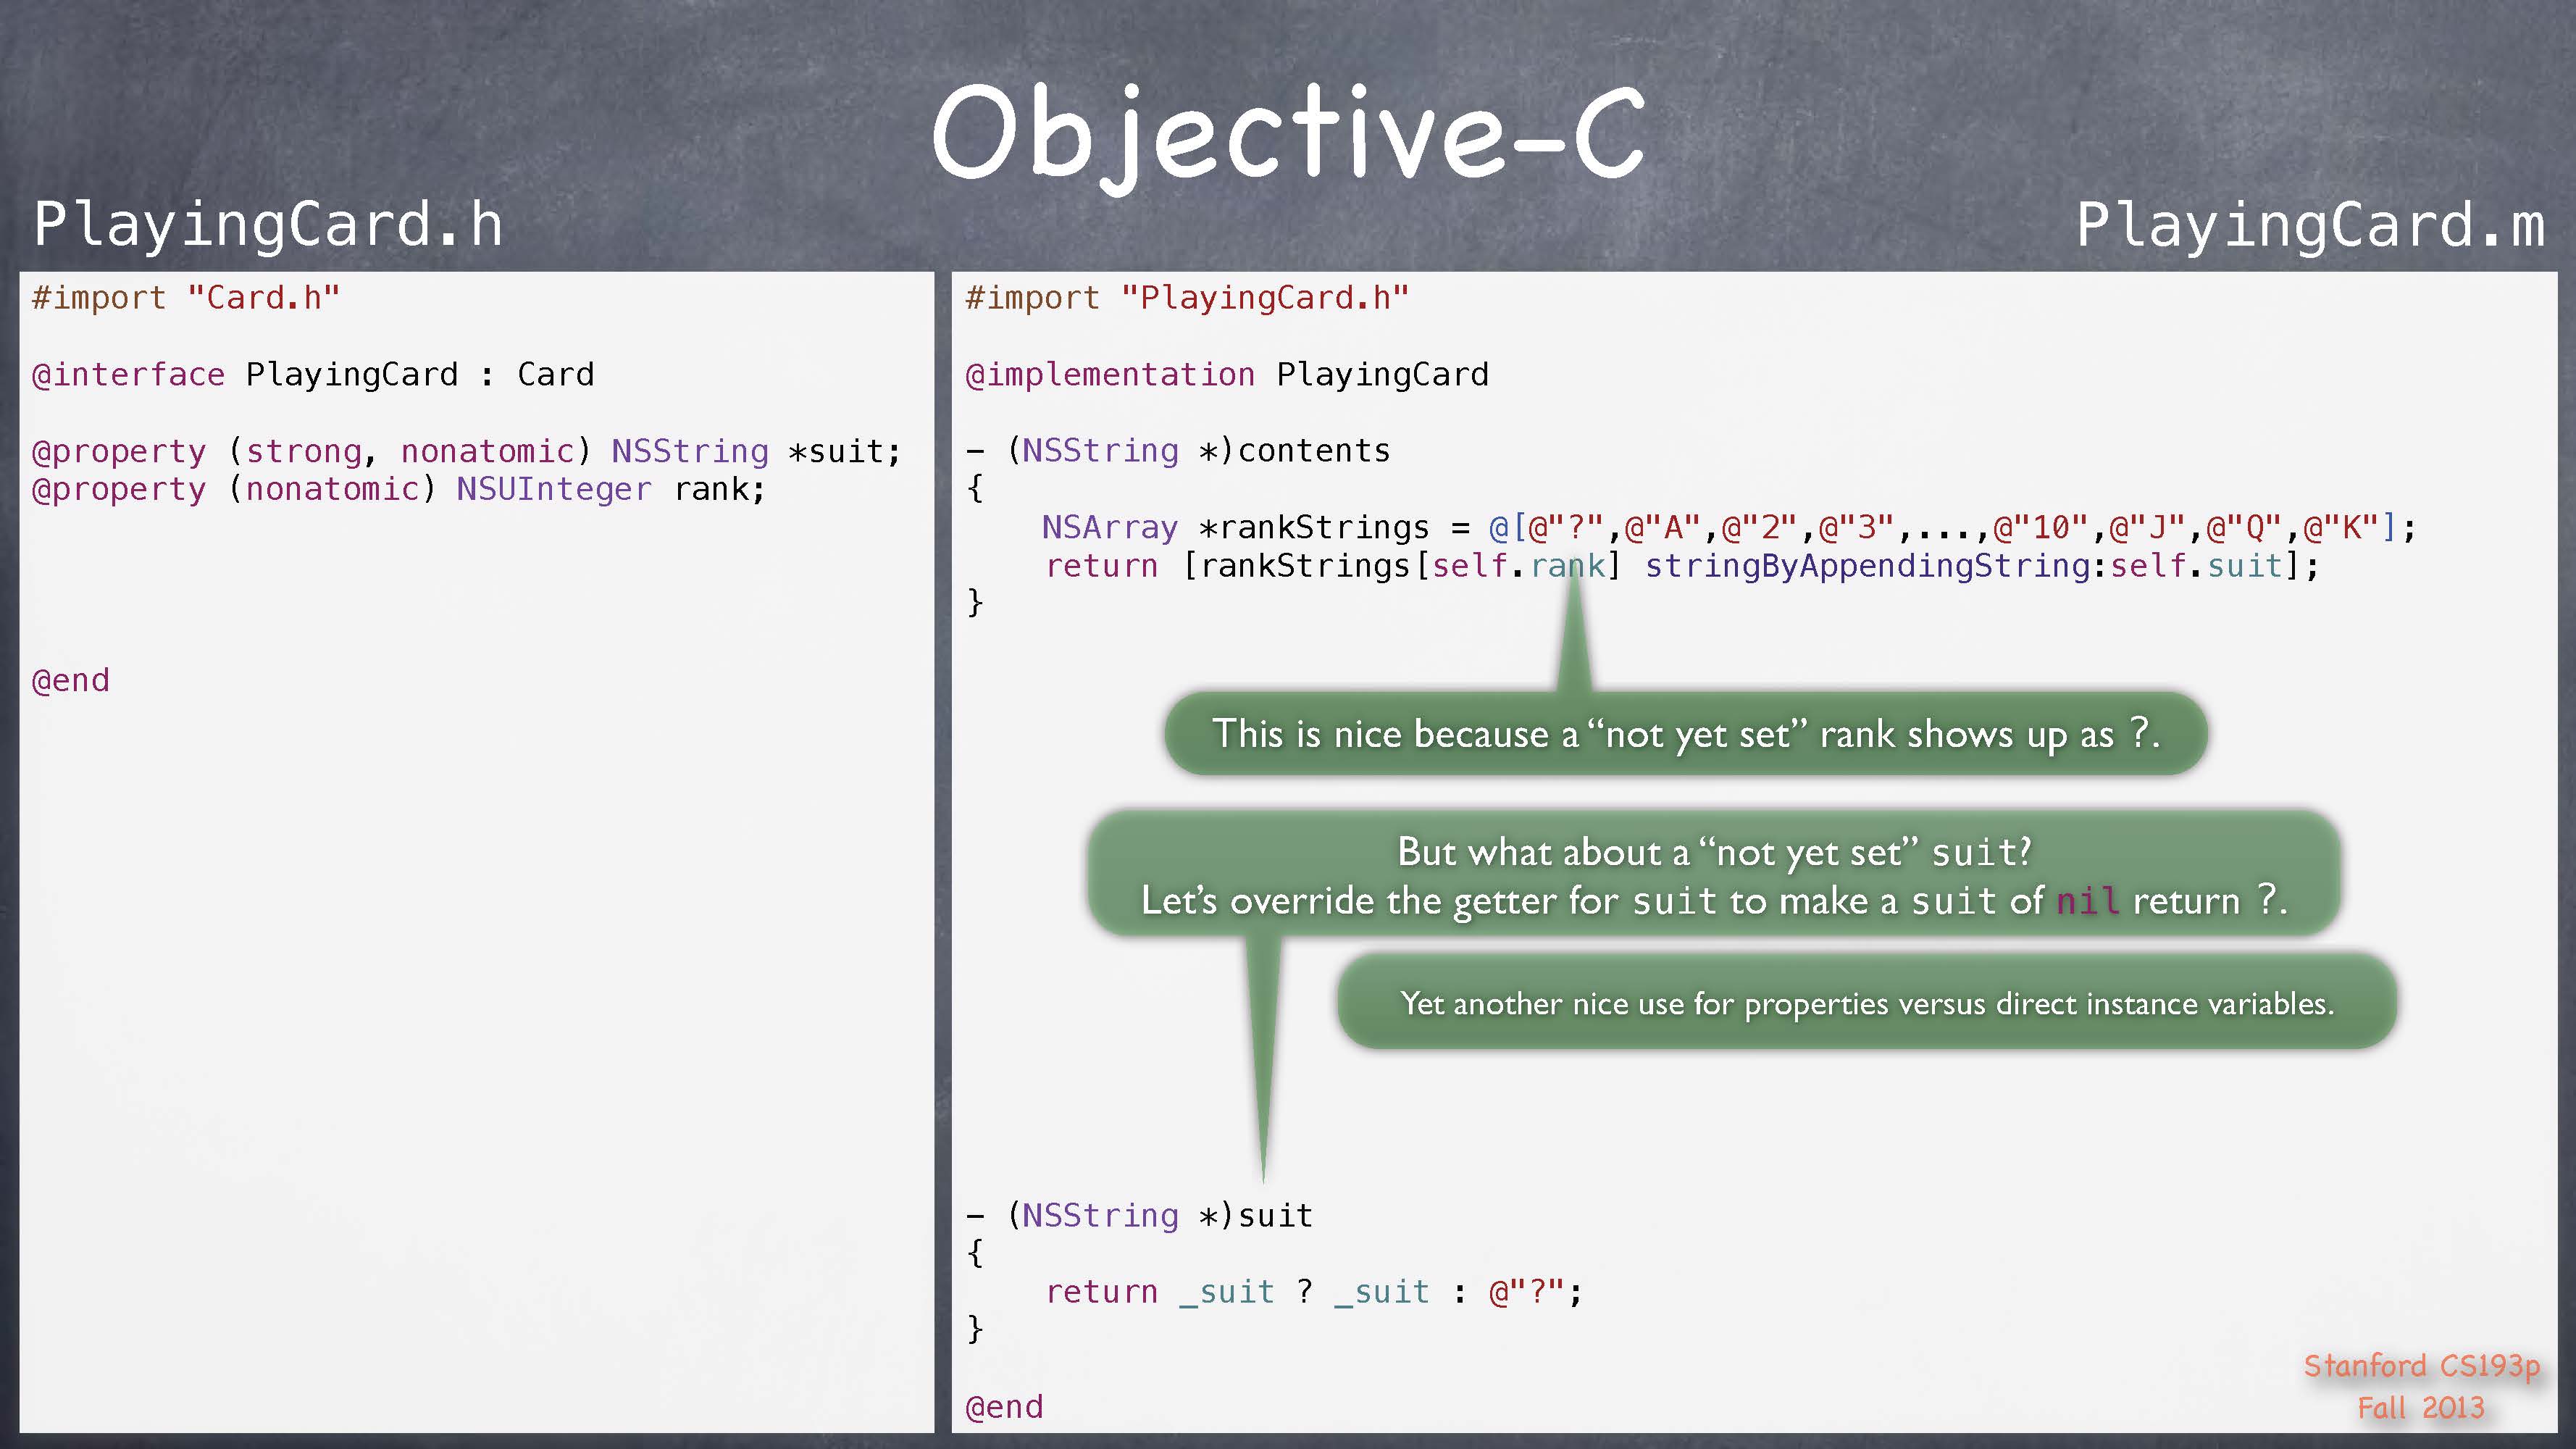 Objective-C
PlayingCard.h
PlayingCard.m
#import "Card.h"
@interface PlayingCard : Card
@property (strong, nonatomic) NSString *suit;
@property (nonatomic) NSUInteger rank;
@end
#import "PlayingCard.h"
@implementation PlayingCard
- (NSString *)contents
{
    NSArray *rankStrings = @[@"?",@"A",@"2",@"3",...,@"10",@"J",@"Q",@"K"];
    return [rankStrings[self.rank] stringByAppendingString:self.suit];
}
This is nice because a “not yet set” rank shows up as ?.
But what about a “not yet set” suit?
Let’s override the getter for suit to make a suit of nil return ?.
Yet another nice use for properties versus direct instance variables.
- (NSString *)suit
{
    return _suit ? _suit : @"?";
}
@end
Stanford CS193p
Fall 2013